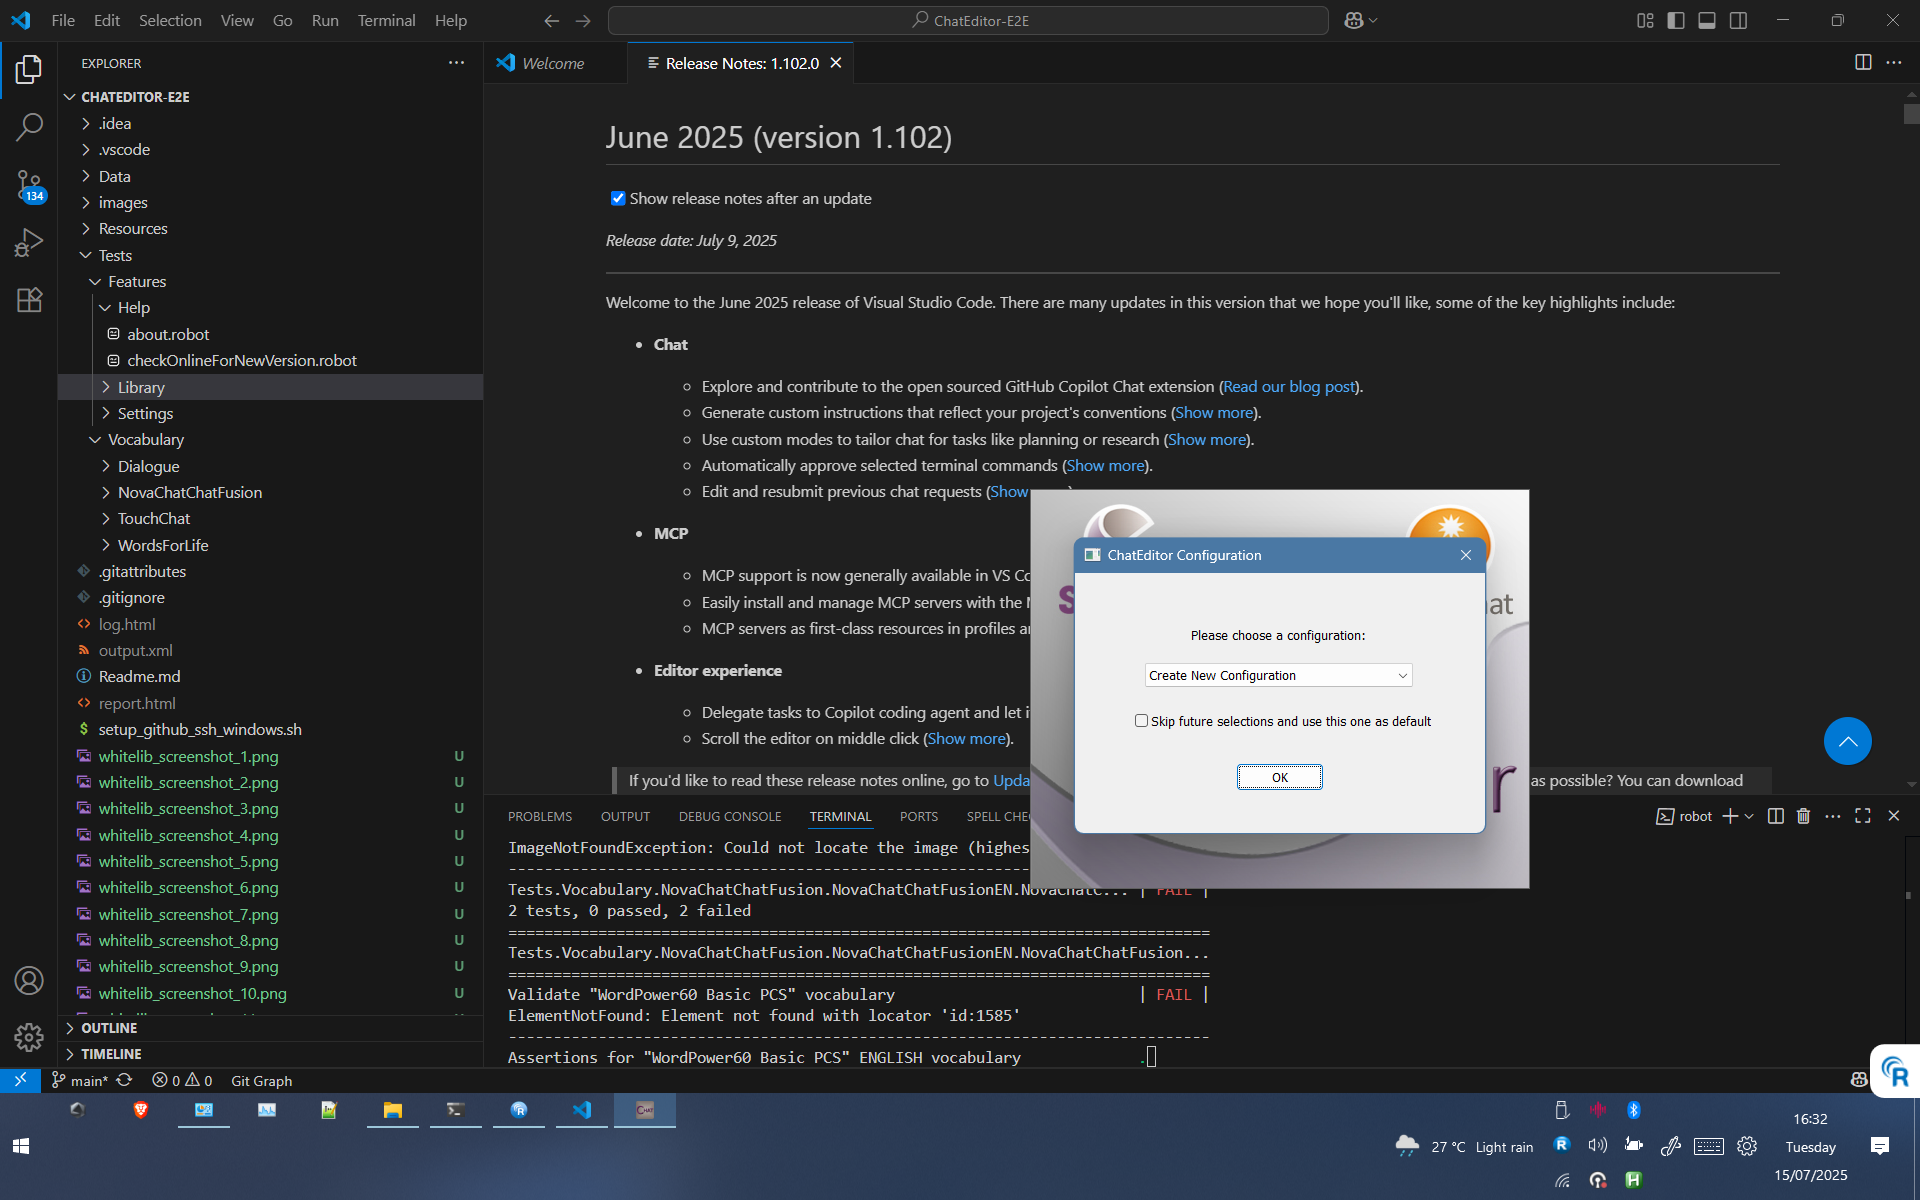 File Edit Selection View Go Run Terminal Help
ChatEditor-E2E
EXPLORER
Welcome
Release Notes: 1.102.0
CHATEDITOR-E2E
.idea
.vscode
Data
images
Resources
Tests
Features
Help
about.robot
checkOnlineForNewVersion.robot
Library
Settings
Vocabulary
Dialogue
NovaChatChatFusion
TouchChat
WordsForLife
.gitattributes
.gitignore
log.html
output.xml
Readme.md
report.html
setup_github_ssh_windows.sh
whitelib_screenshot_1.png U
whitelib_screenshot_2.png U
whitelib_screenshot_3.png U
whitelib_screenshot_4.png U
whitelib_screenshot_5.png U
whitelib_screenshot_6.png U
whitelib_screenshot_7.png U
whitelib_screenshot_8.png U
whitelib_screenshot_9.png U
whitelib_screenshot_10.png U
OUTLINE
TIMELINE
134
June 2025 (version 1.102)
Show release notes after an update
Release date: July 9, 2025
Welcome to the June 2025 release of Visual Studio Code. There are many updates in this version that we hope you'll like, some of the key highlights include:
• Chat
Explore and contribute to the open sourced GitHub Copilot Chat extension (Read our blog post).
Generate custom instructions that reflect your project's conventions (Show more).
Use custom modes to tailor chat for tasks like planning or research (Show more).
Automatically approve selected terminal commands (Show more).
Edit and resubmit previous chat requests (Show
• MCP
MCP support is now generally available in VS Co
Easily install and manage MCP servers with the
MCP servers as first-class resources in profiles
• Editor experience
Delegate tasks to Copilot coding agent and let
Scroll the editor on middle click (Show more).
If you'd like to read these release notes online, go to Upda as possible? You can download
ChatEditor Configuration
Please choose a configuration:
Create New Configuration
Skip future selections and use this one as default
OK
S
hat
r
PROBLEMS OUTPUT DEBUG CONSOLE TERMINAL PORTS SPELL CHE
robot
ImageNotFoundException: Could not locate the image (highes
------------------------------------------------------------------------------
Tests.Vocabulary.NovaChatChatFusion.NovaChatChatFusionEN.NovaChatC... | FAIL |
2 tests, 0 passed, 2 failed
==============================================================================
Tests.Vocabulary.NovaChatChatFusion.NovaChatChatFusionEN.NovaChatChatFusion...
==============================================================================
Validate "WordPower60 Basic PCS" vocabulary | FAIL |
ElementNotFound: Element not found with locator 'id:1585'
------------------------------------------------------------------------------
Assertions for "WordPower60 Basic PCS" ENGLISH vocabulary .
main* 0 0 Git Graph
R
27 °C Light rain
16:32
Tuesday
15/07/2025